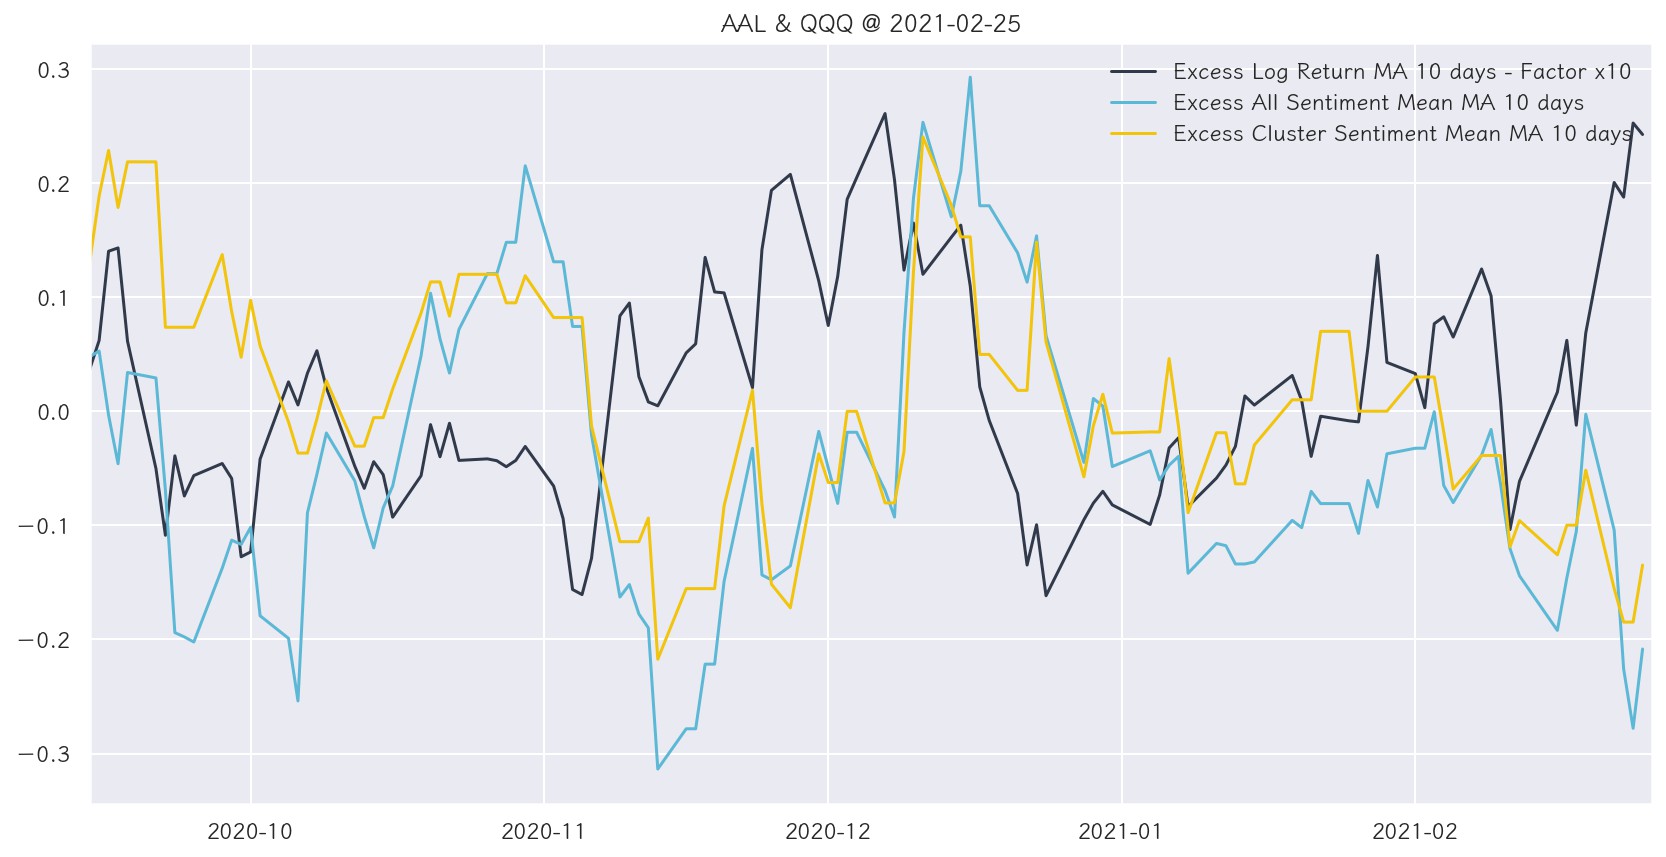 AAL & QQQ @ 2021-02-25
Excess Log Return MA 10 days - Factor x10
Excess All Sentiment Mean MA 10 days
Excess Cluster Sentiment Mean MA 10 days
0.3
0.2
0.1
0.0
−0.1
−0.2
−0.3
2020-10 2020-11 2020-12 2021-01 2021-02